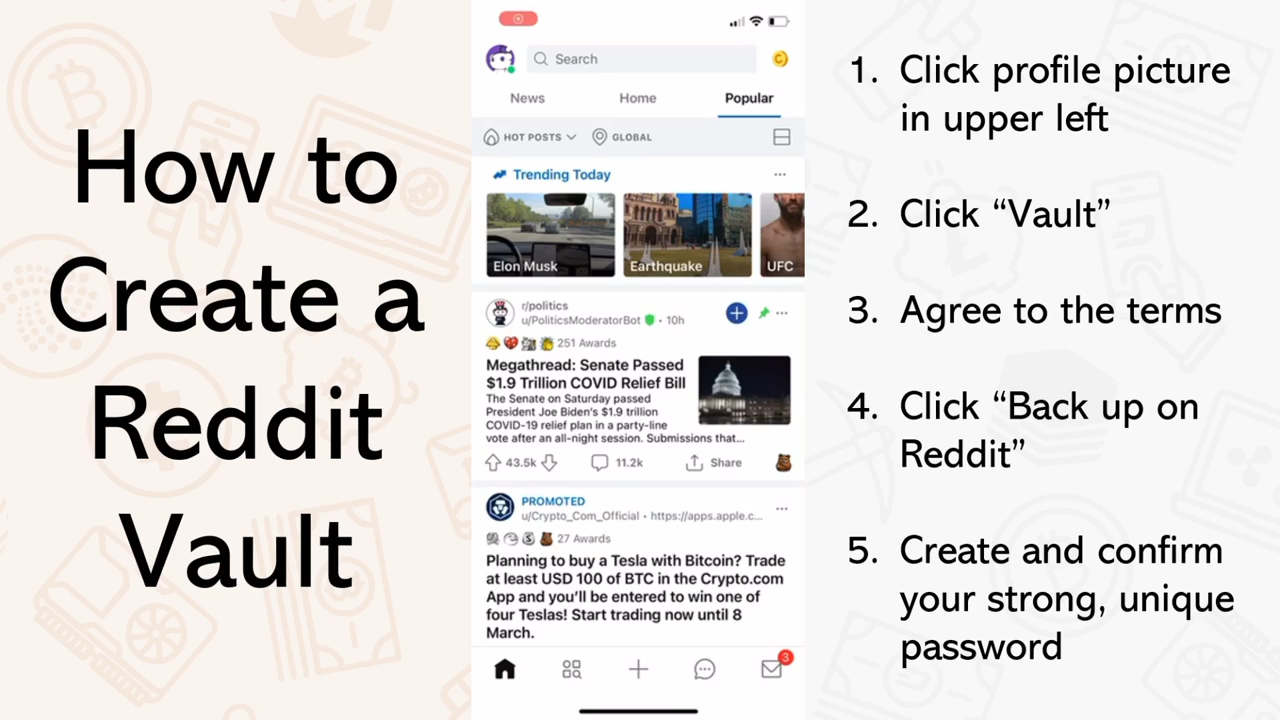 How to
Create a
Reddit
Vault
Search
News
Home
Popular
HOT POSTS
GLOBAL
Trending Today
Elon Musk
Earthquake
UFC
r/politics
u/PoliticsModeratorBot • 10h
251 Awards
Megathread: Senate Passed
$1.9 Trillion COVID Relief Bill
The Senate on Saturday passed
President Joe Biden's $1.9 trillion
COVID-19 relief plan in a party-line
vote after an all-night session. Submissions that...
43.5k
11.2k
Share
PROMOTED
u/Crypto_Com_Official • https://apps.apple.c...
27 Awards
Planning to buy a Tesla with Bitcoin? Trade
at least USD 100 of BTC in the Crypto.com
App and you'll be entered to win one of
four Teslas! Start trading now until 8
March.
3
1. Click profile picture
in upper left
2. Click “Vault”
3. Agree to the terms
4. Click “Back up on
Reddit”
5. Create and confirm
your strong, unique
password